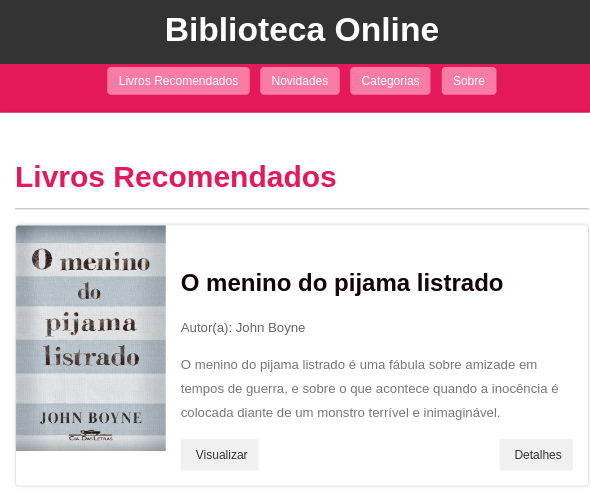 Biblioteca Online
Livros Recomendados Novidades Categorias Sobre
Livros Recomendados
O menino
do
pijama
listrado
JOHN BOYNE
CIA DAS LETRAS
O menino do pijama listrado
Autor(a): John Boyne
O menino do pijama listrado é uma fábula sobre amizade em
tempos de guerra, e sobre o que acontece quando a inocência é
colocada diante de um monstro terrível e inimaginável.
Visualizar Detalhes